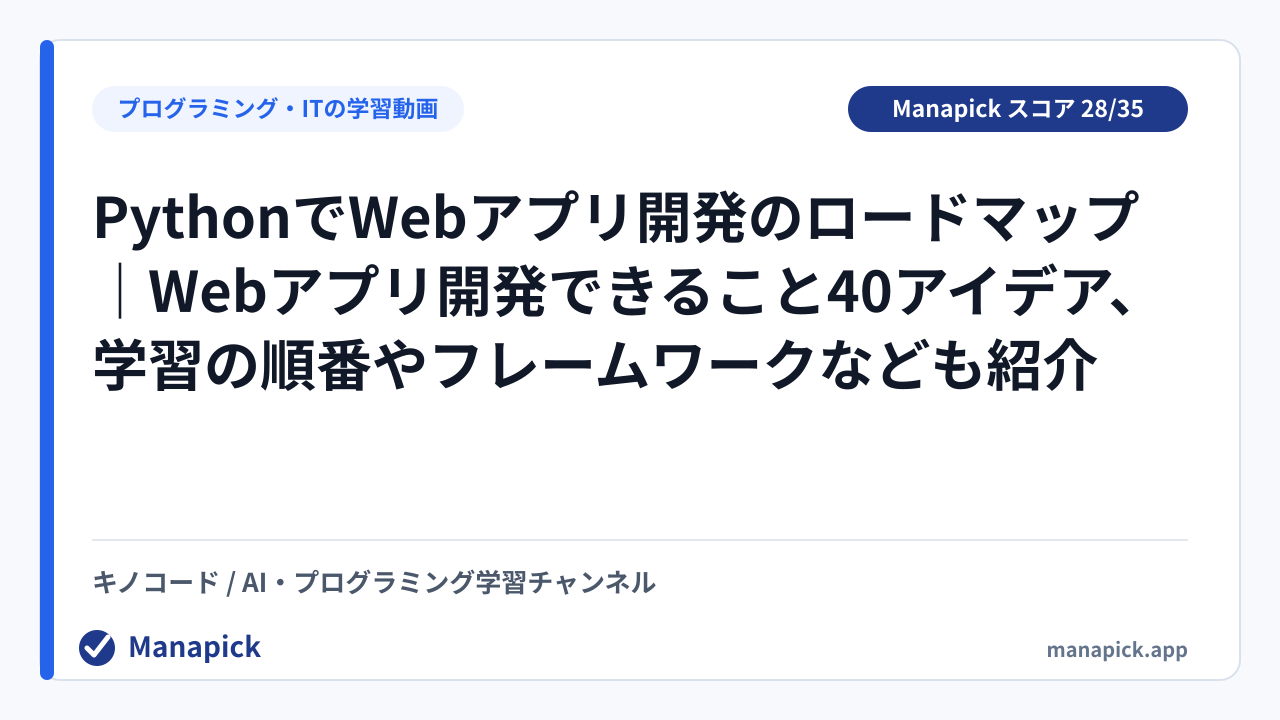 プログラミング・ITの学習動画
Manapick スコア 28/35
PythonでWebアプリ開発のロードマップ
｜Webアプリ開発できること40アイデア、
学習の順番やフレームワークなども紹介
キノコード / AI・プログラミング学習チャンネル
Manapick
manapick.app